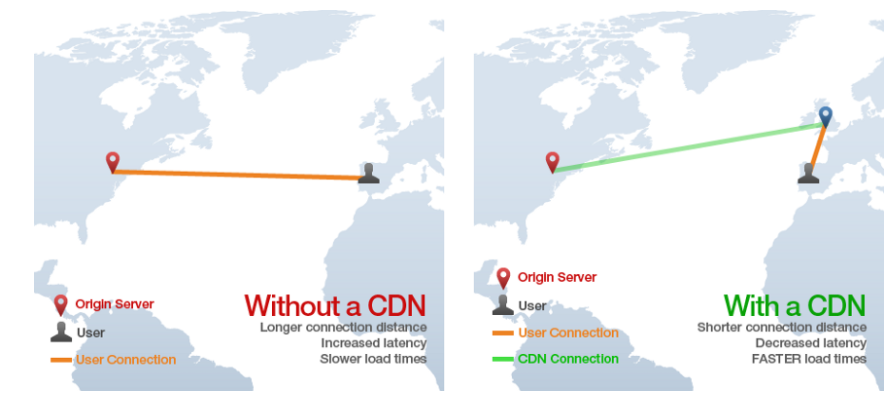 Origin Server
User
User Connection
Without a CDN
Longer connection distance
Increased latency
Slower load times
Origin Server
User
User Connection
CDN Connection
With a CDN
Shorter connection distance
Decreased latency
FASTER load times